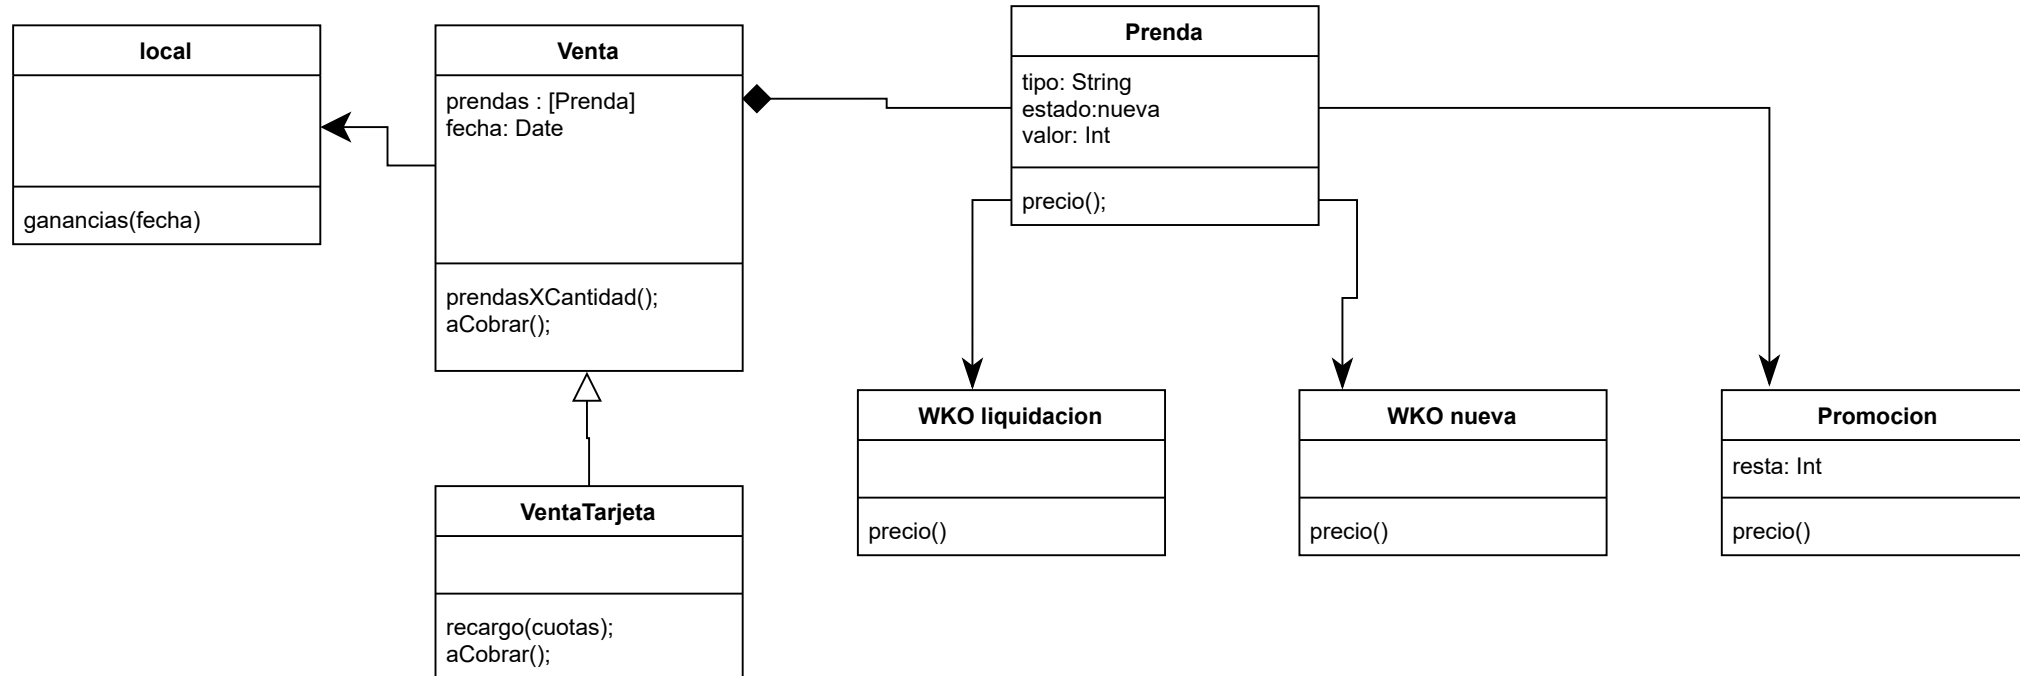 local
ganancias(fecha)
Venta
prendas : [Prenda]
fecha: Date
prendasXCantidad();
aCobrar();
VentaTarjeta
recargo(cuotas);
aCobrar();
Prenda
tipo: String
estado:nueva
valor: Int
precio();
WKO liquidacion
precio()
WKO nueva
precio()
Promocion
resta: Int
precio()